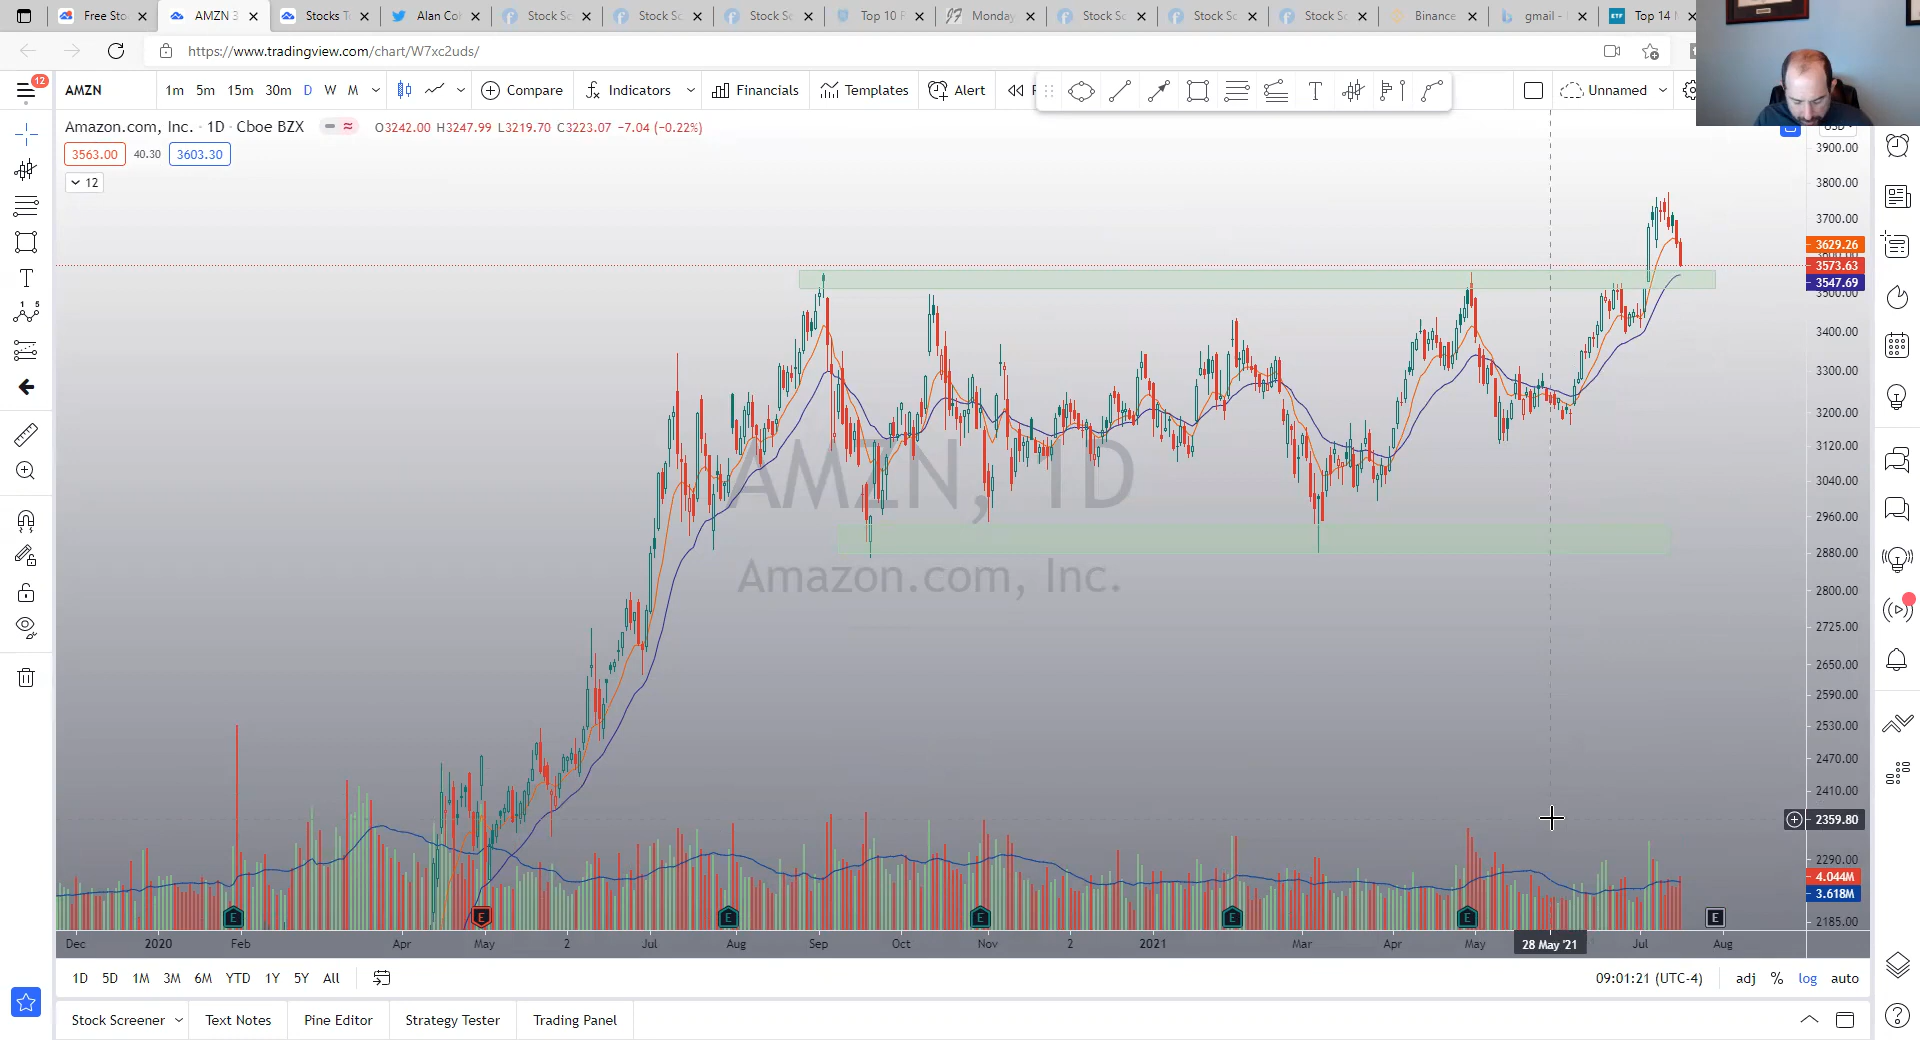 Free Sto
AMZN 3
Stocks T
Alan Col
Stock Sc
Stock Sc
Stock Sc
Top 10 F
Monday
Stock Sc
Stock Sc
Stock Sc
Binance
gmail -
Top 14 M
https://www.tradingview.com/chart/W7xc2uds/
12
AMZN 1m 5m 15m 30m D W M Compare Indicators Financials Templates Alert Unnamed
Amazon.com, Inc. · 1D · Cboe BZX O3242.00 H3247.99 L3219.70 C3223.07 −7.04 (−0.22%)
3563.00 40.30 3603.30
12
USD
3900.00
3800.00
3700.00
3629.26
3573.63
3547.69
3500.00
3400.00
3300.00
3200.00
3120.00
3040.00
2960.00
2880.00
2800.00
2725.00
2650.00
2590.00
2530.00
2470.00
2410.00
2359.80
2290.00
4.044M
3.618M
2185.00
AMZN, 1D
Amazon.com, Inc.
E E E E E E E
Dec 2020 Feb Apr May 2 Jul Aug Sep Oct Nov 2 2021 Mar Apr May 28 May '21 Jul Aug
1D 5D 1M 3M 6M YTD 1Y 5Y All 09:01:21 (UTC-4) adj % log auto
Stock Screener Text Notes Pine Editor Strategy Tester Trading Panel